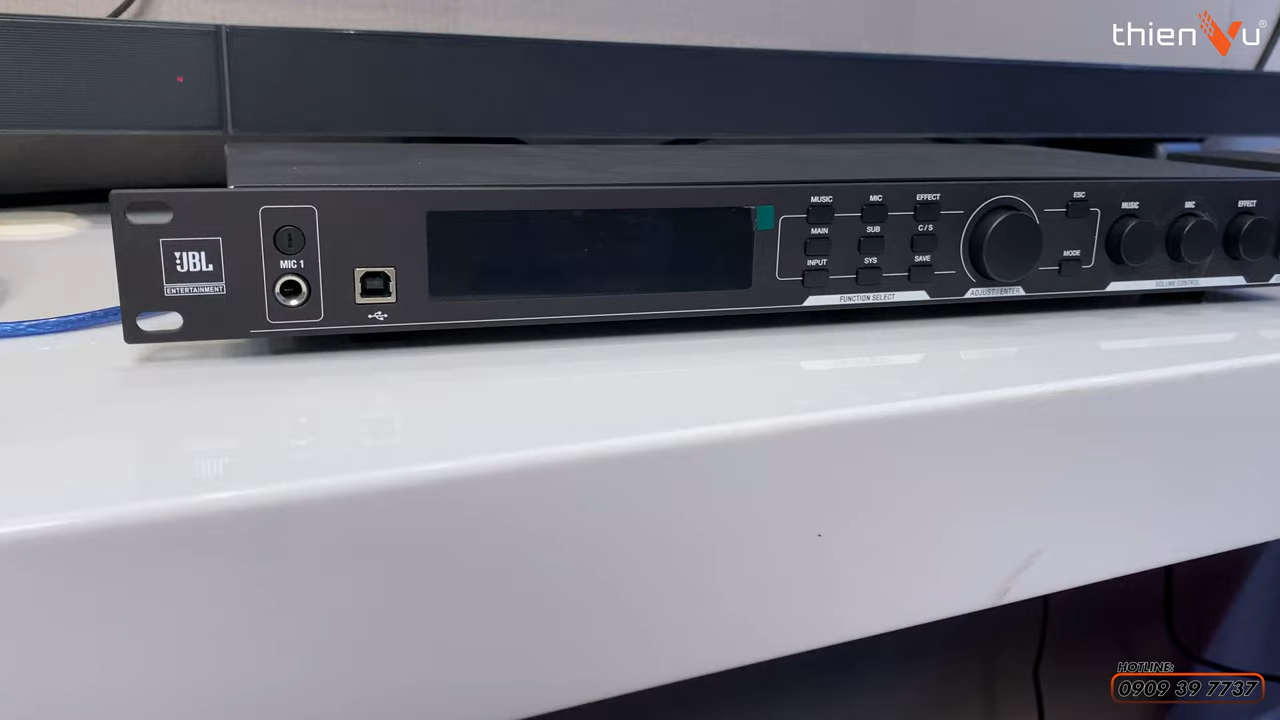 thienVu®
JBL
ENTERTAINMENT
MIC 1
MUSIC
MIC
EFFECT
MAIN
SUB
C / S
INPUT
SYS
SAVE
FUNCTION SELECT
ADJUST / ENTER
ESC
MODE
MUSIC
MIC
EFFECT
VOLUME CONTROL
HOTLINE:
0909 39 7737